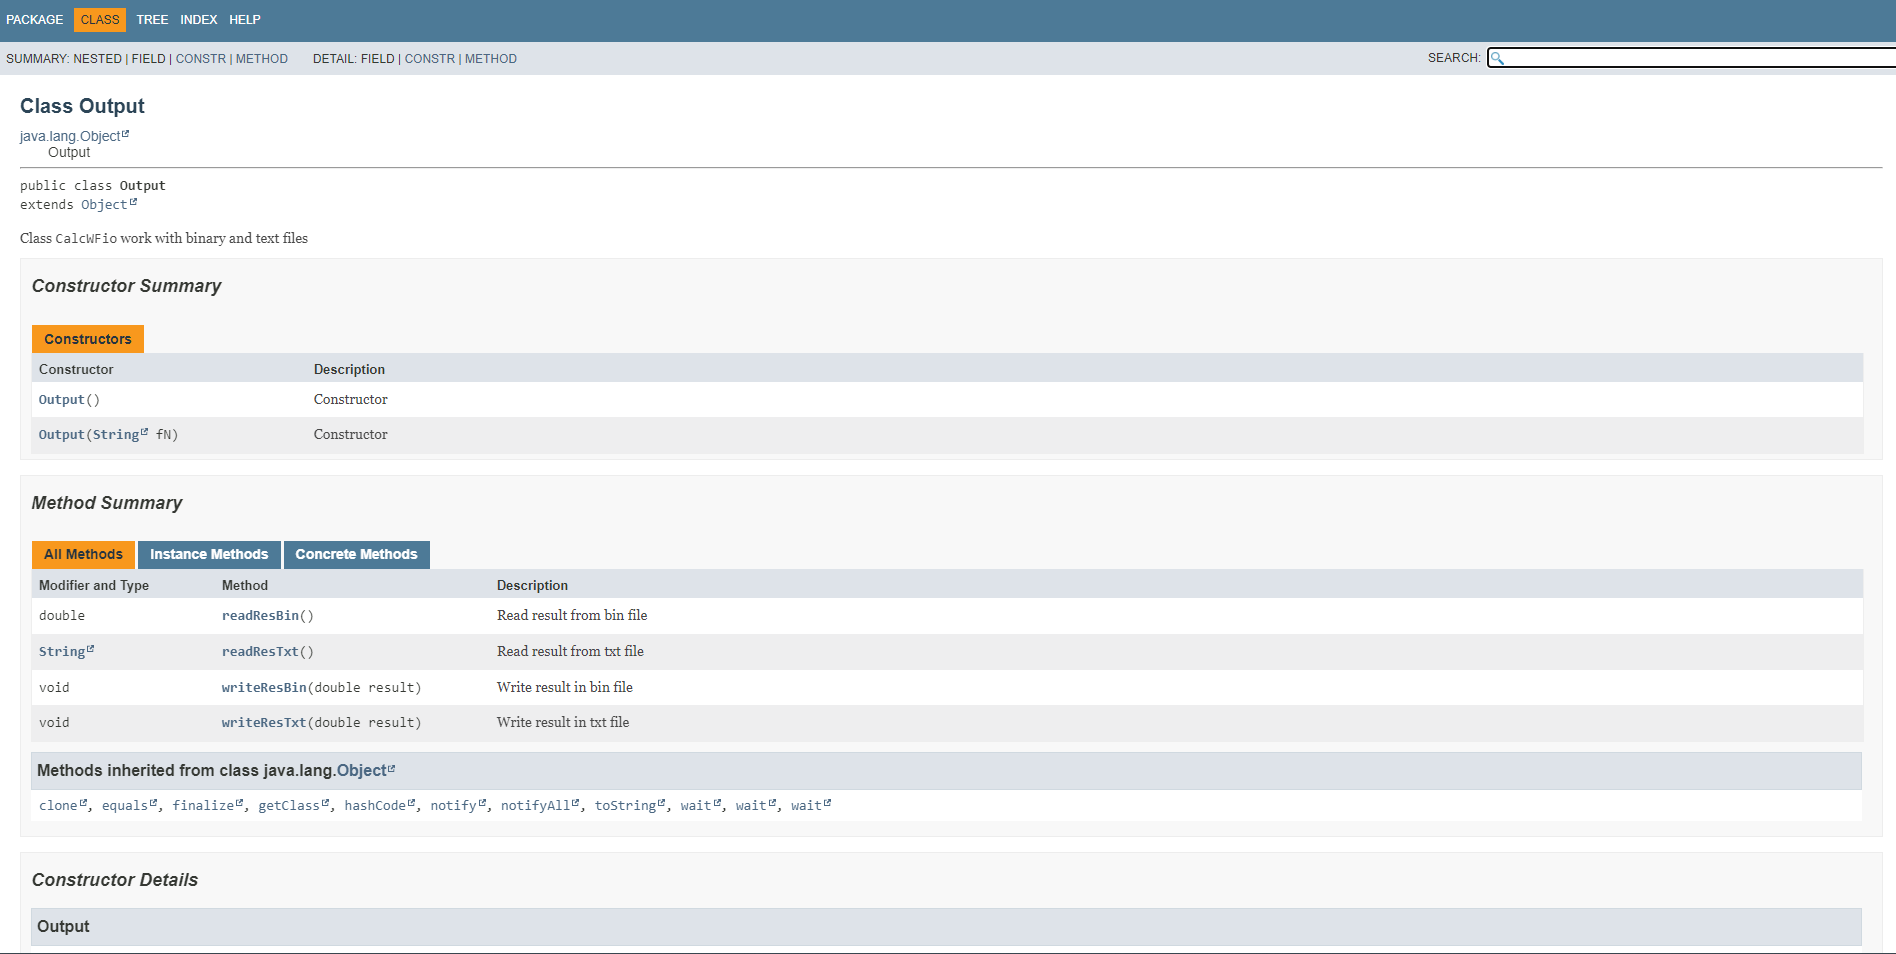 PACKAGE CLASS TREE INDEX HELP
SUMMARY: NESTED | FIELD | CONSTR | METHOD DETAIL: FIELD | CONSTR | METHOD SEARCH:
Class Output
java.lang.Object
Output
public class Output
extends Object
Class CalcWFio work with binary and text files
Constructor Summary
Constructors
Constructor Description
Output() Constructor
Output(String fN) Constructor
Method Summary
All Methods Instance Methods Concrete Methods
Modifier and Type Method Description
double readResBin() Read result from bin file
String readResTxt() Read result from txt file
void writeResBin(double result) Write result in bin file
void writeResTxt(double result) Write result in txt file
Methods inherited from class java.lang.Object
clone, equals, finalize, getClass, hashCode, notify, notifyAll, toString, wait, wait, wait
Constructor Details
Output